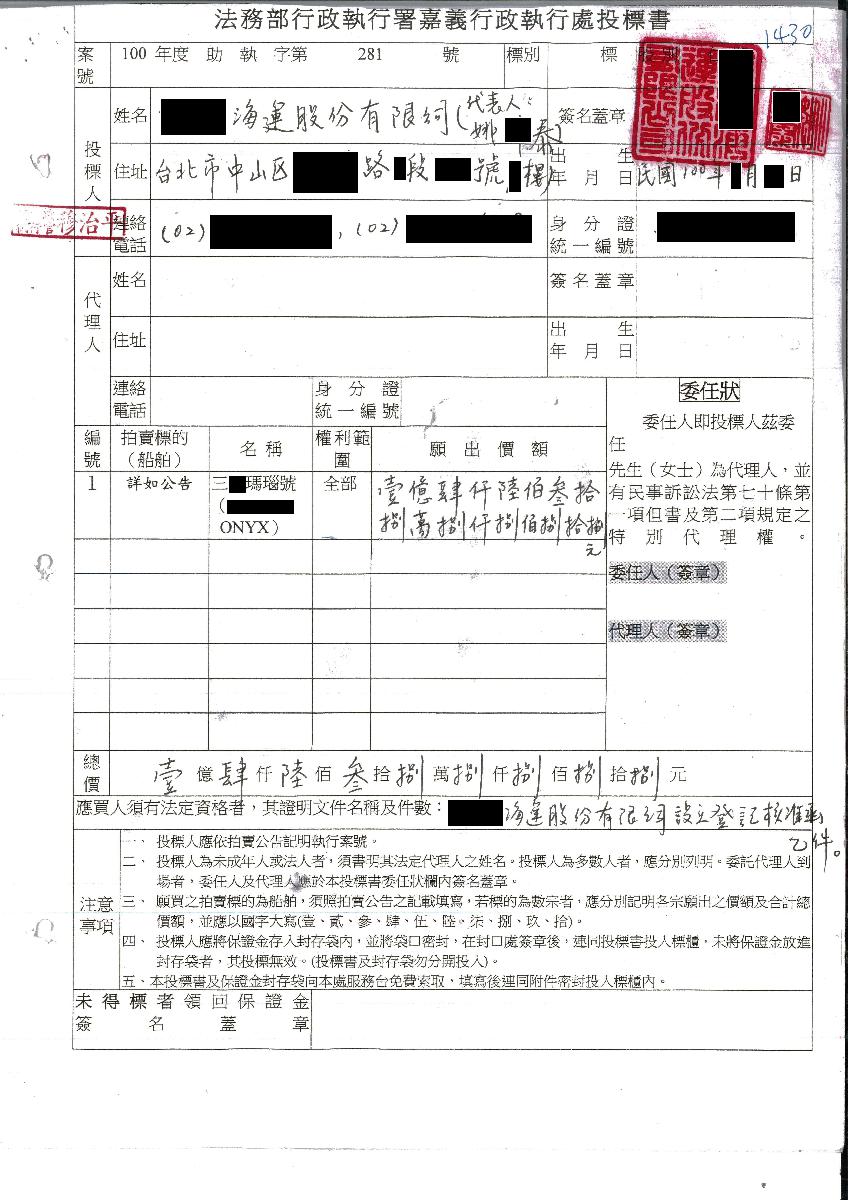 法務部行政執行署嘉義行政執行處投標書
1430
案號 100 年度 助 執 字第 281 號 標別 標
投標人
姓名 海運股份有限公司(代表人: 泰) 簽名蓋章
住址 台北市中山区 路 段 號 樓) 出生年月日 民國100年 月 日
穆治平
連絡電話 (02) , (02) 身分證統一編號
代理人
姓名 簽名蓋章
住址 出生年月日
連絡電話 身分證統一編號
委任狀
委任人即投標人茲委
任
先生(女士)為代理人,並
有民事訴訟法第七十條第
一項但書及第二項規定之
特別代理權。
委任人(簽章)
代理人(簽章)
編號 拍賣標的(船舶) 名稱 權利範圍 願出價額
1 詳如公告 三 瑪瑙號 全部 壹億肆仟陸佰叁拾
( ONYX) 捌萬捌仟捌佰捌拾捌
元
總價 壹億肆仟陸佰叁拾捌萬捌仟捌佰捌拾捌元
應買人須有法定資格者,其證明文件名稱及件數: 海運股份有限公司設立登記核准函
乙件。
注意事項
一、 投標人應依拍賣公告記明執行案號。
二、 投標人為未成年人或法人者,須書明其法定代理人之姓名。投標人為多數人者,應分別列明。委託代理人到
場者,委任人及代理人應於本投標書委任狀欄內簽名蓋章。
三、 願買之拍賣標的為船舶,須照拍賣公告之記載填寫,若標的為數宗者,應分別記明各宗願出之價額及合計總
價額,並應以國字大寫(壹、貳、參、肆、伍、陸。柒、捌、玖、拾)。
四、 投標人應將保證金存入封存袋內,並將袋口密封,在封口處簽章後,連同投標書投入標櫃,未將保證金放進
封存袋者,其投標無效。(投標書及封存袋勿分開投入)。
五、本投標書及保證金封存袋向本處服務台免費索取、填寫後連同附件密封投入標櫃內。
未得標者領回保證金
簽名蓋章